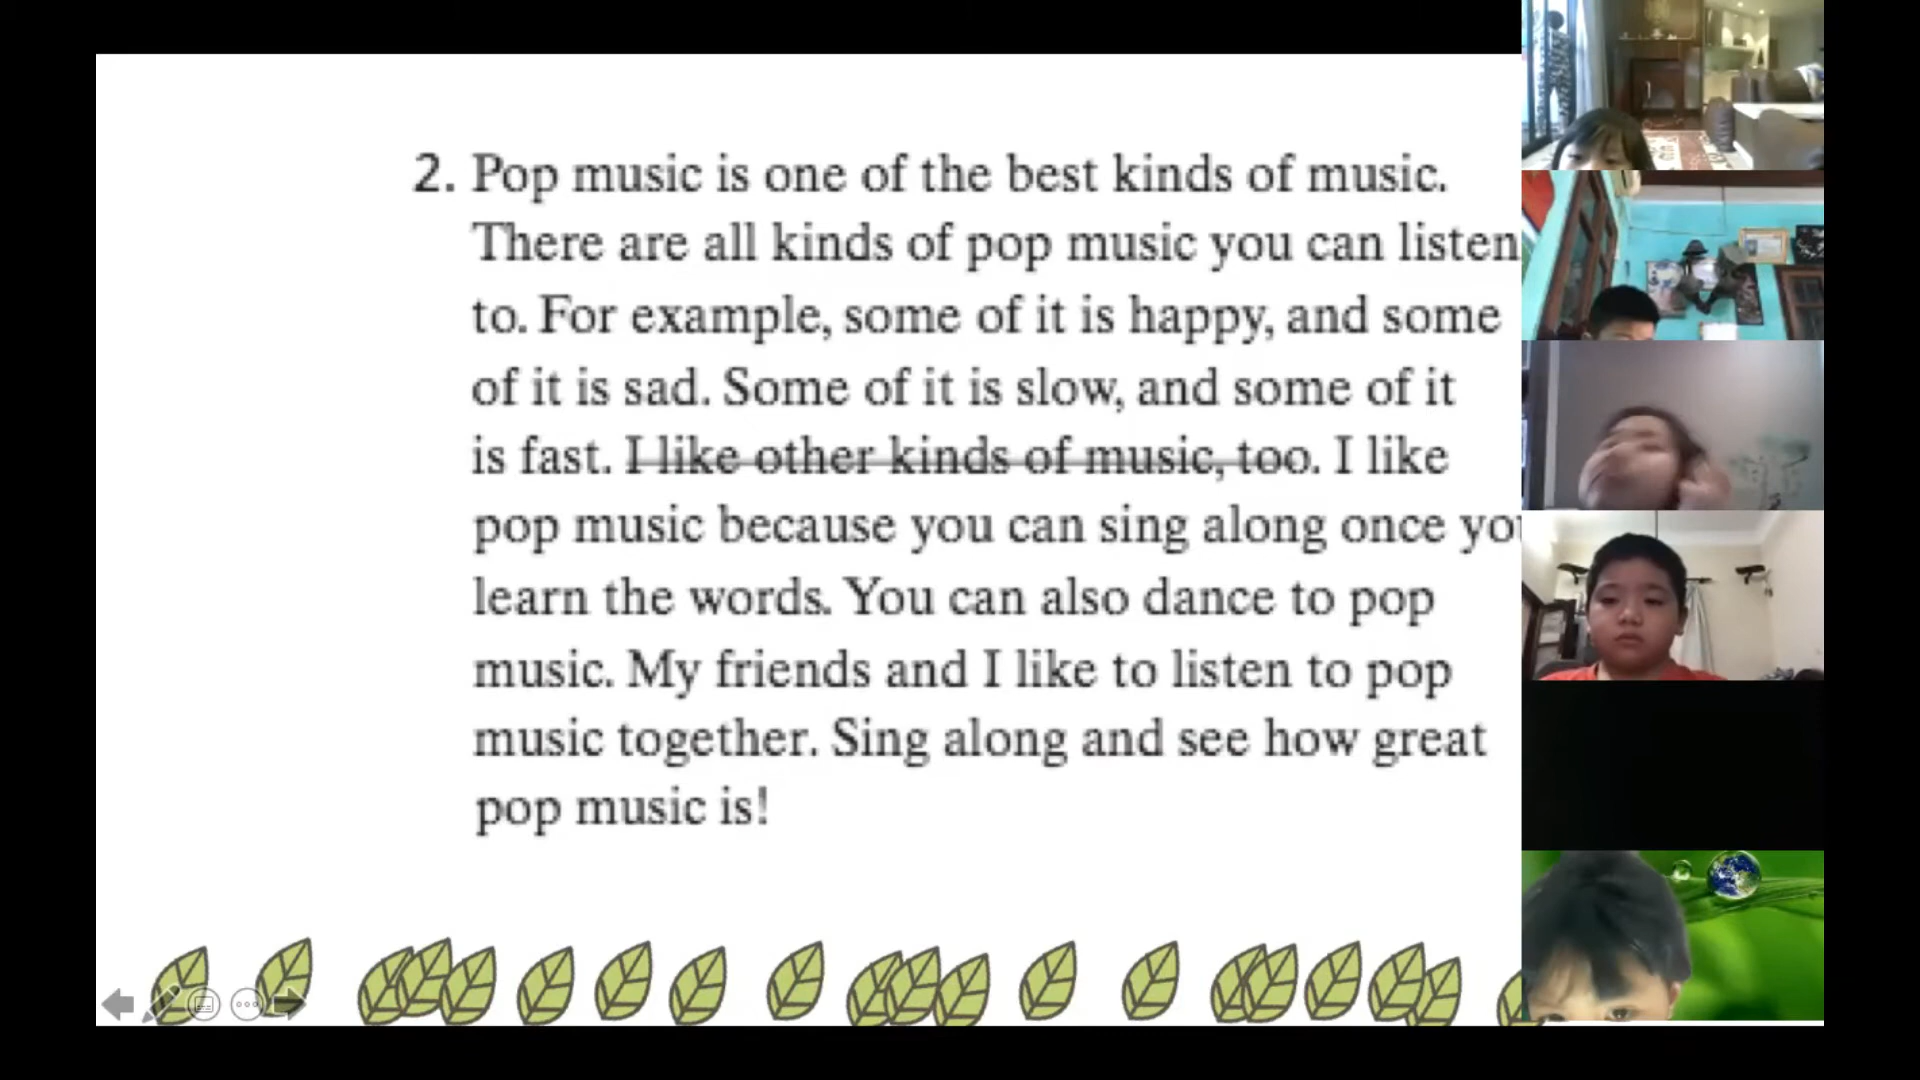 2. Pop music is one of the best kinds of music.
There are all kinds of pop music you can listen
to. For example, some of it is happy, and some
of it is sad. Some of it is slow, and some of it
is fast. I like other kinds of music, too. I like
pop music because you can sing along once you
learn the words. You can also dance to pop
music. My friends and I like to listen to pop
music together. Sing along and see how great
pop music is!